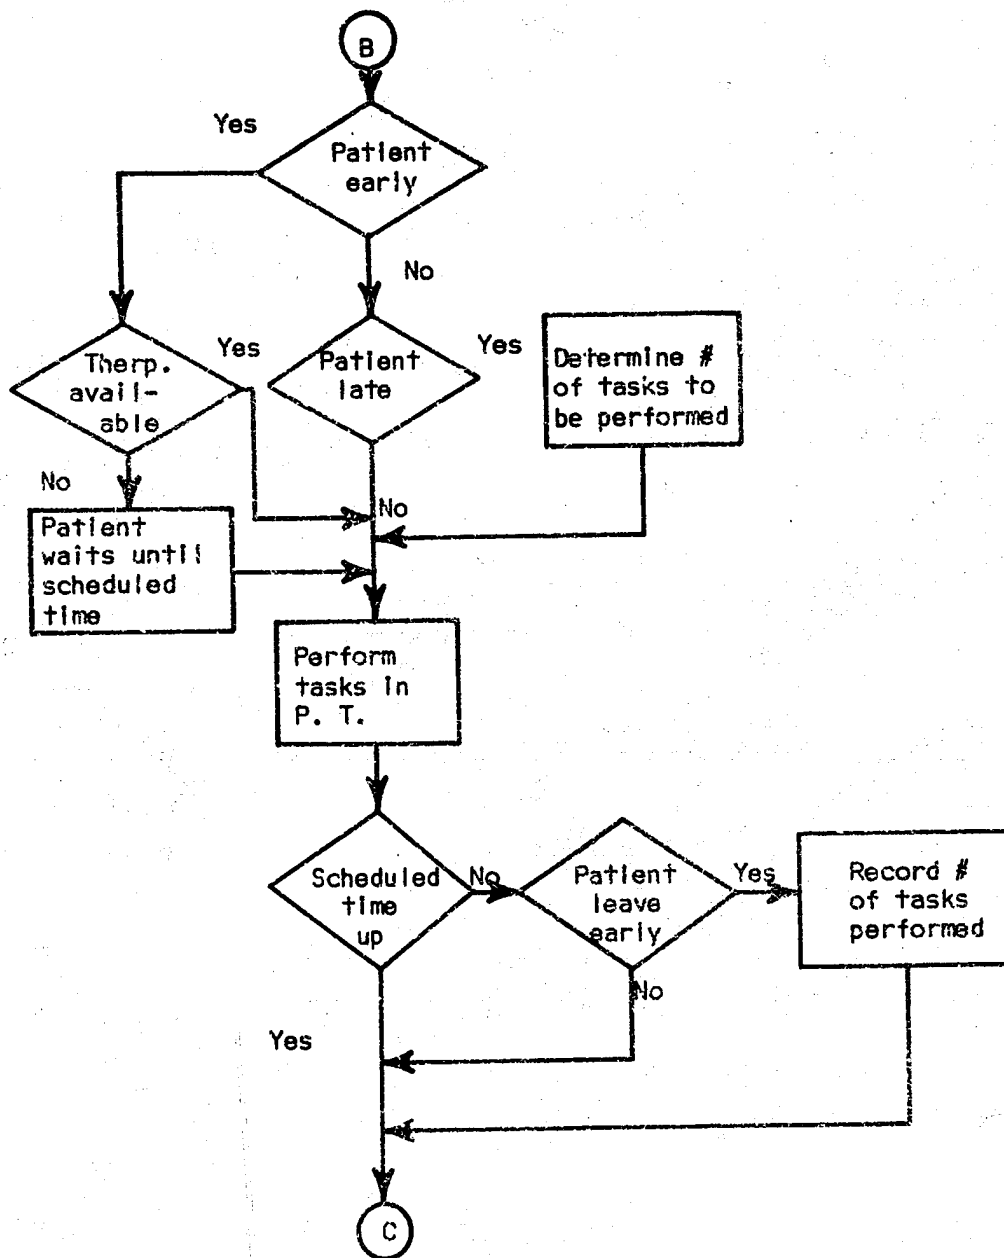 B
Yes
Patient
early
No
Therp.
avail-
able
Yes
Patient
late
Yes
Determine #
of tasks to
be performed
No
No
Patient
waits until
scheduled
time
Perform
tasks in
P. T.
Scheduled
time
up
No
Patient
leave
early
Yes
Record #
of tasks
performed
No
Yes
C